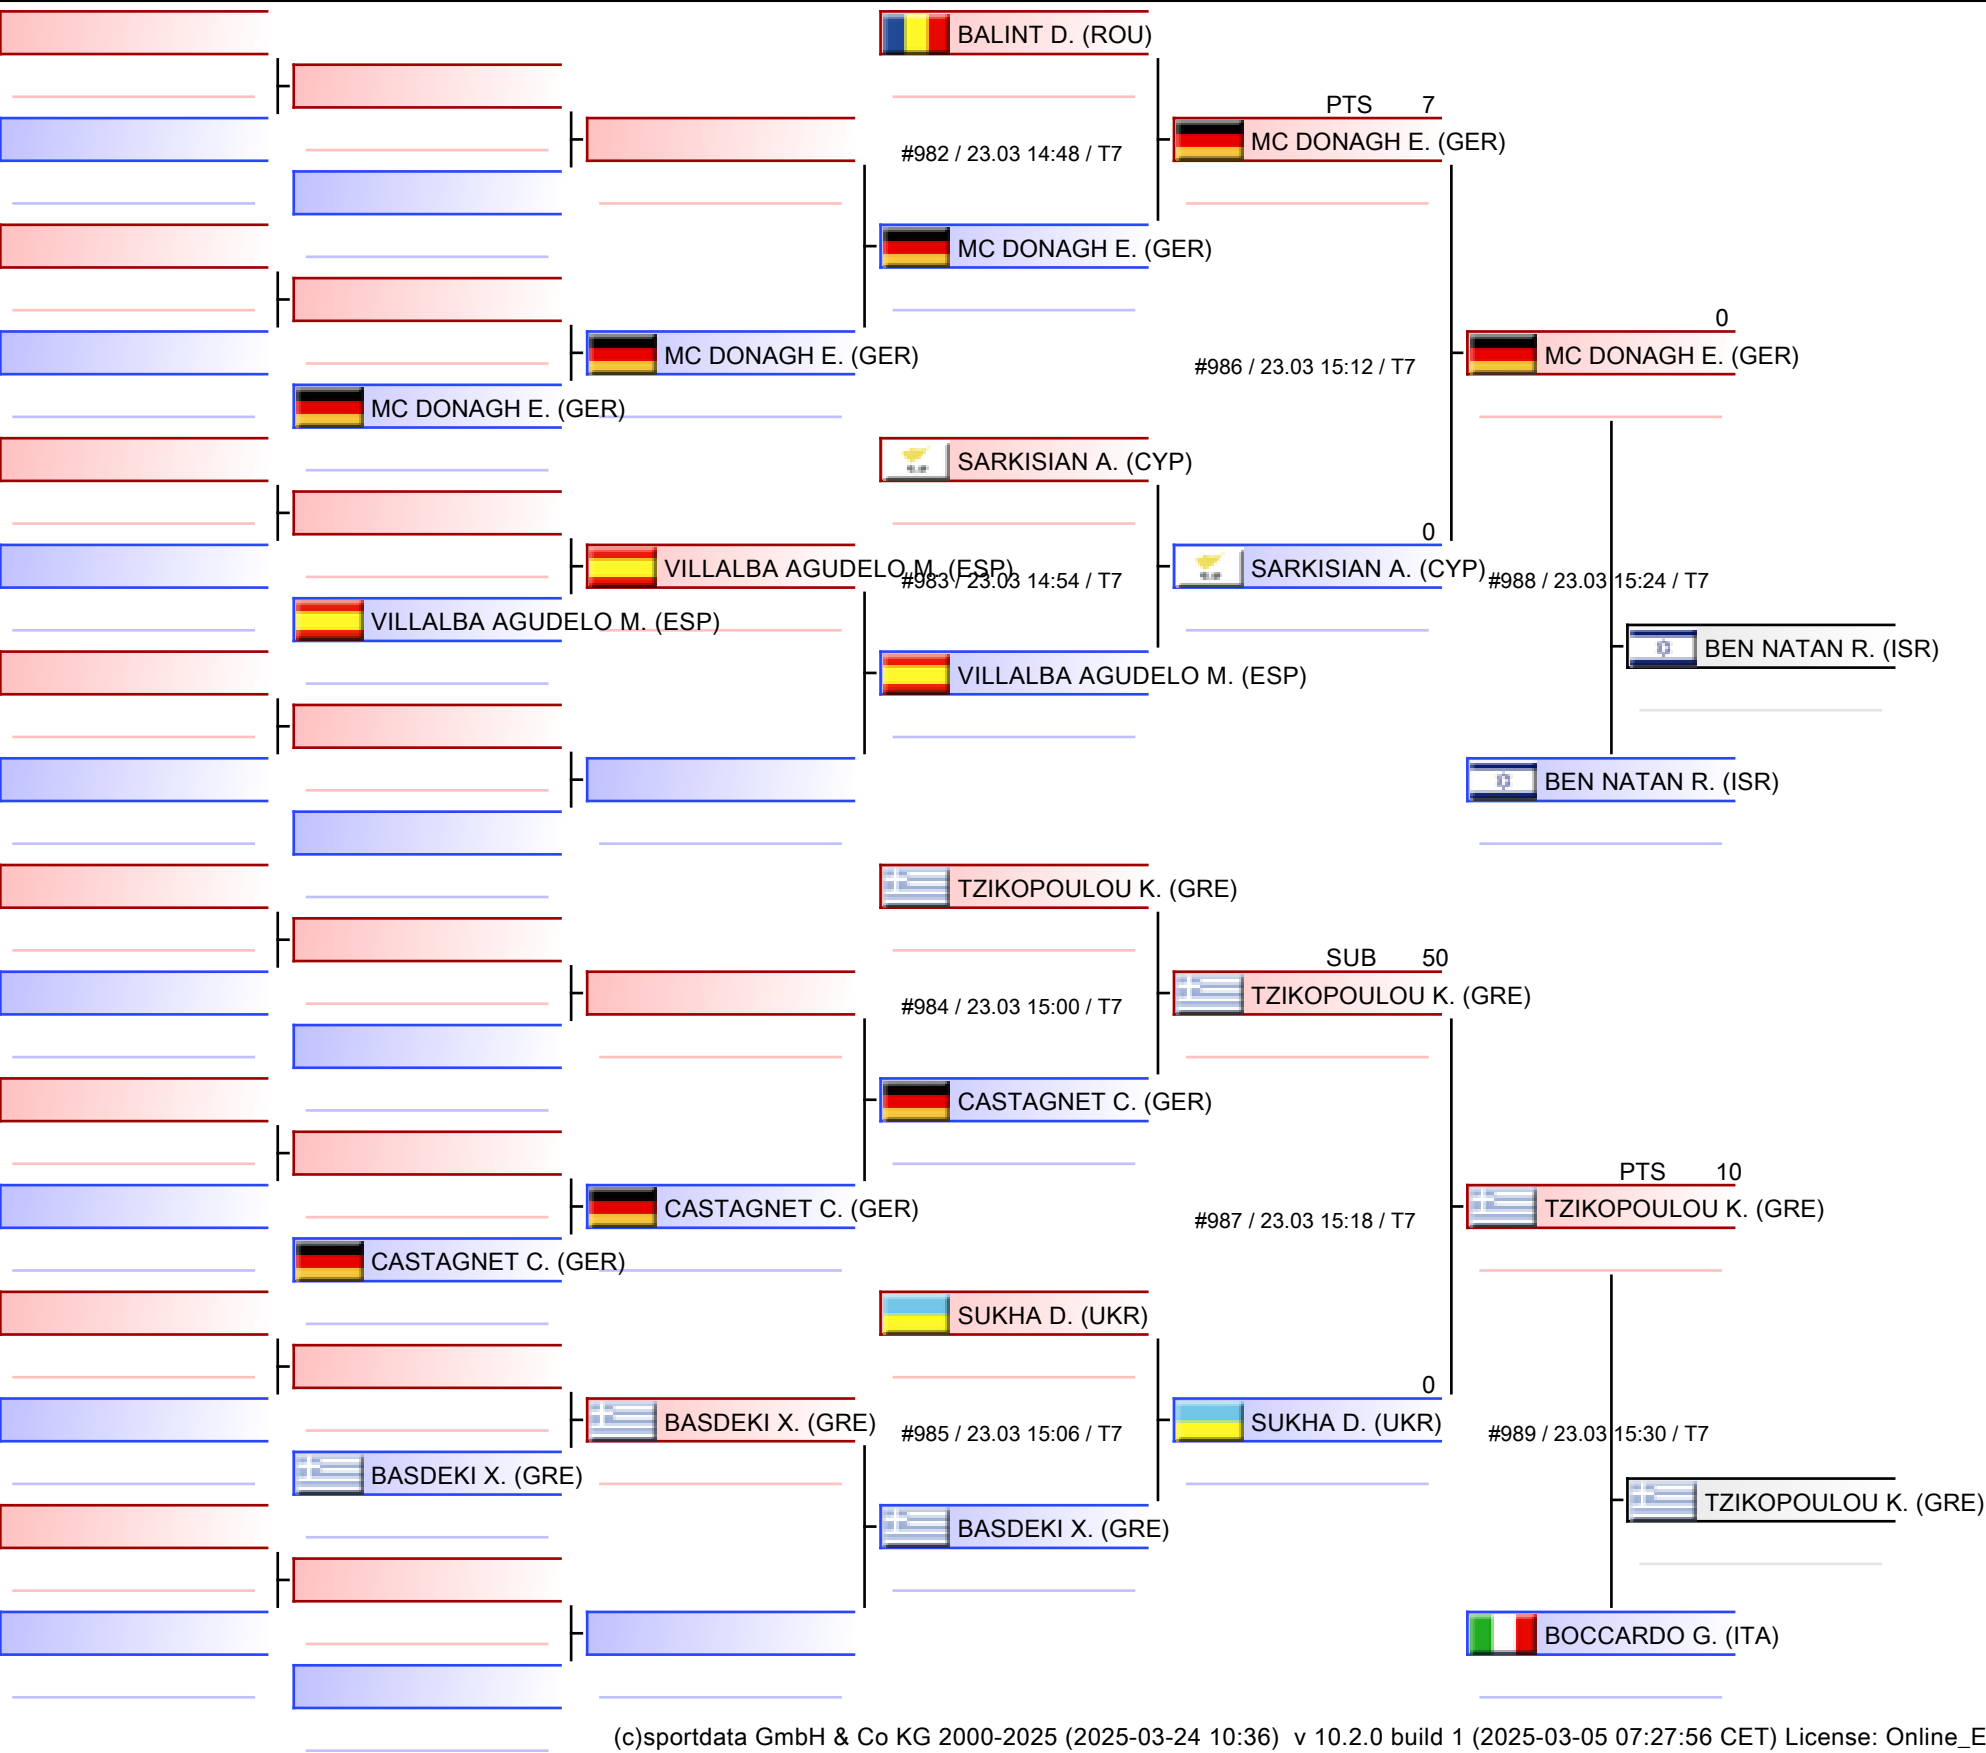 BALINT D. (ROU)
PTS 7
MC DONAGH E. (GER)
#982 / 23.03 14:48 / T7
MC DONAGH E. (GER)
0
MC DONAGH E. (GER)
MC DONAGH E. (GER)
#986 / 23.03 15:12 / T7
MC DONAGH E. (GER)
SARKISIAN A. (CYP)
0
VILLALBA AGUDELO M. (ESP)
#983 / 23.03 14:54 / T7
SARKISIAN A. (CYP)
#988 / 23.03 15:24 / T7
VILLALBA AGUDELO M. (ESP)
BEN NATAN R. (ISR)
VILLALBA AGUDELO M. (ESP)
BEN NATAN R. (ISR)
TZIKOPOULOU K. (GRE)
SUB 50
TZIKOPOULOU K. (GRE)
#984 / 23.03 15:00 / T7
CASTAGNET C. (GER)
PTS 10
CASTAGNET C. (GER)
TZIKOPOULOU K. (GRE)
#987 / 23.03 15:18 / T7
CASTAGNET C. (GER)
SUKHA D. (UKR)
0
BASDEKI X. (GRE)
#985 / 23.03 15:06 / T7
SUKHA D. (UKR)
#989 / 23.03 15:30 / T7
BASDEKI X. (GRE)
TZIKOPOULOU K. (GRE)
BASDEKI X. (GRE)
BOCCARDO G. (ITA)
(c)sportdata GmbH & Co KG 2000-2025 (2025-03-24 10:36) v 10.2.0 build 1 (2025-03-05 07:27:56 CET) License: Online_E